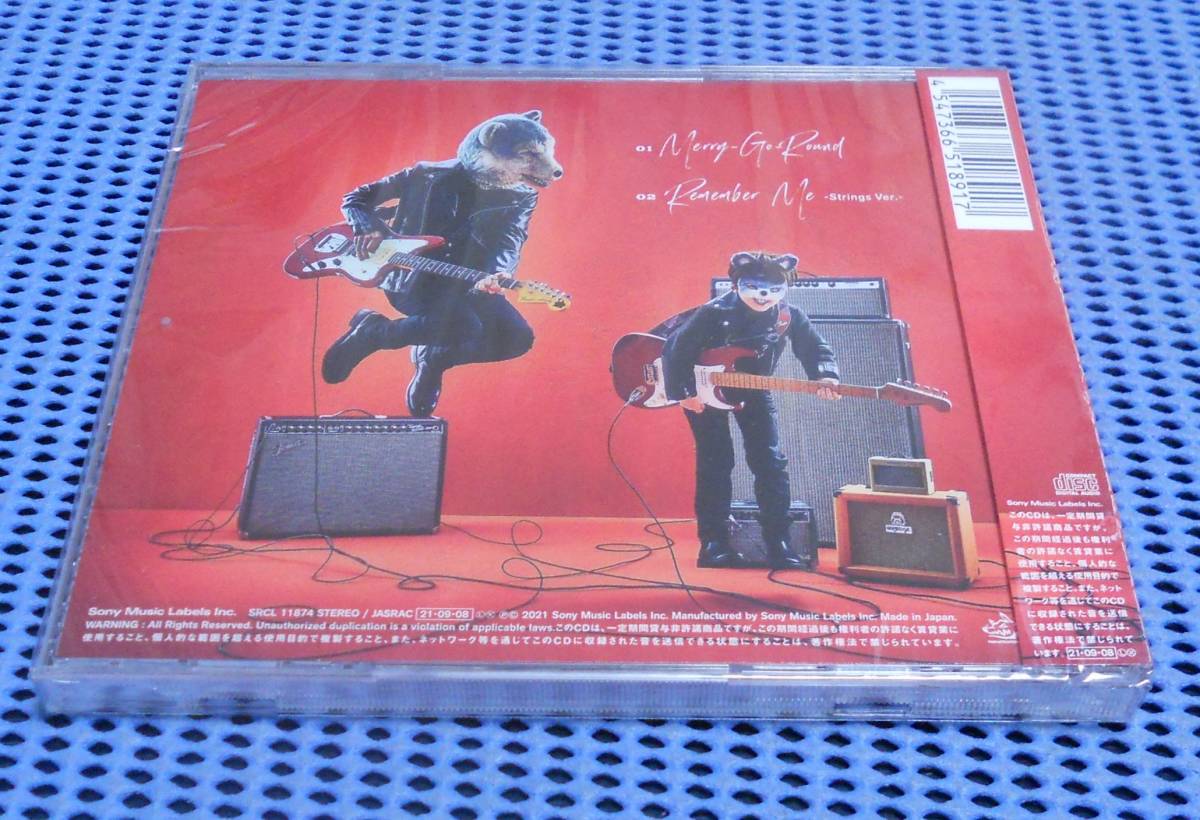 01 Merry-Go-Round
02 Remember Me -Strings Ver.-
4 547366 518917
COMPACT
disc
DIGITAL AUDIO
Sony Music Labels Inc.
このCDは、一定期間貸
与非許諾商品ですが、
この期間経過後も権利
者の許諾なく賃貸業に
使用すること、個人的な
範囲を超える使用目的で
複製すること、また、ネット
ワーク等を通じてこのCD
に収録された音を送信
できる状態にすることは、
著作権法で禁じられて
います。 21-09-08 Ⓛ Ⓧ
Sony Music Labels Inc. SRCL 11874 STEREO / JASRAC 21-09-08 Ⓛ Ⓧ Ⓟ© 2021 Sony Music Labels Inc. Manufactured by Sony Music Labels Inc. Made in Japan.
WARNING : All Rights Reserved. Unauthorized duplication is a violation of applicable laws.このCDは、一定期間貸与非許諾商品ですが、この期間経過後も権利者の許諾なく賃貸業に
使用すること、個人的な範囲を超える使用目的で複製すること、また、ネットワーク等を通じてこのCDに収録された音を送信できる状態にすることは、著作権法で禁じられています。